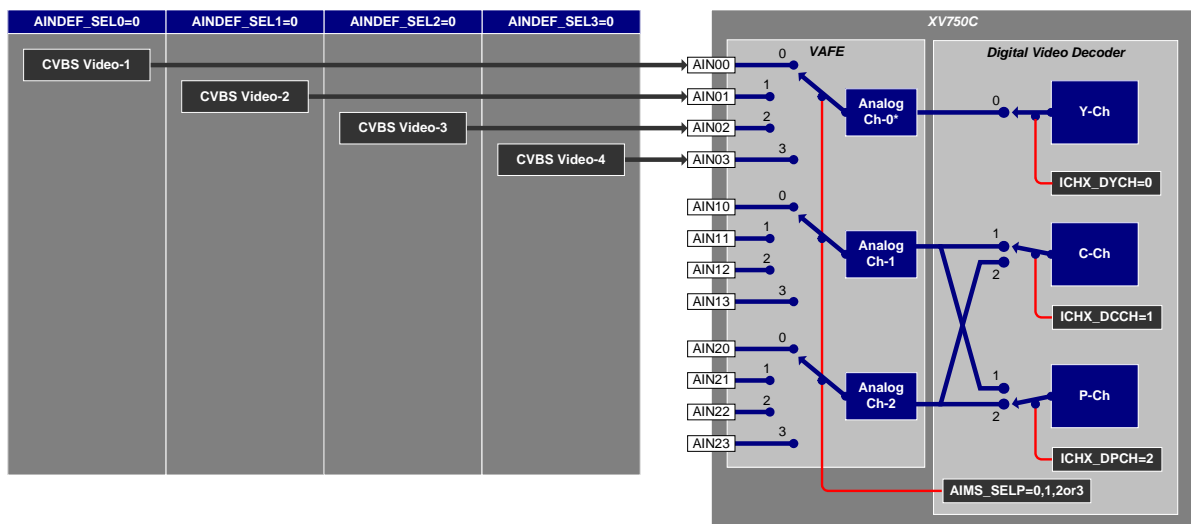 AINDEF_SEL0=0
AINDEF_SEL1=0
AINDEF_SEL2=0
AINDEF_SEL3=0
XV750C
VAFE
Digital Video Decoder
CVBS Video-1
CVBS Video-2
CVBS Video-3
CVBS Video-4
AIN00
0
AIN01
1
AIN02
2
AIN03
3
Analog
Ch-0*
0
Y-Ch
ICHX_DYCH=0
AIN10
0
AIN11
1
AIN12
2
AIN13
3
Analog
Ch-1
1
2
C-Ch
ICHX_DCCH=1
AIN20
0
AIN21
1
AIN22
2
AIN23
3
Analog
Ch-2
1
2
P-Ch
ICHX_DPCH=2
AIMS_SELP=0,1,2or3